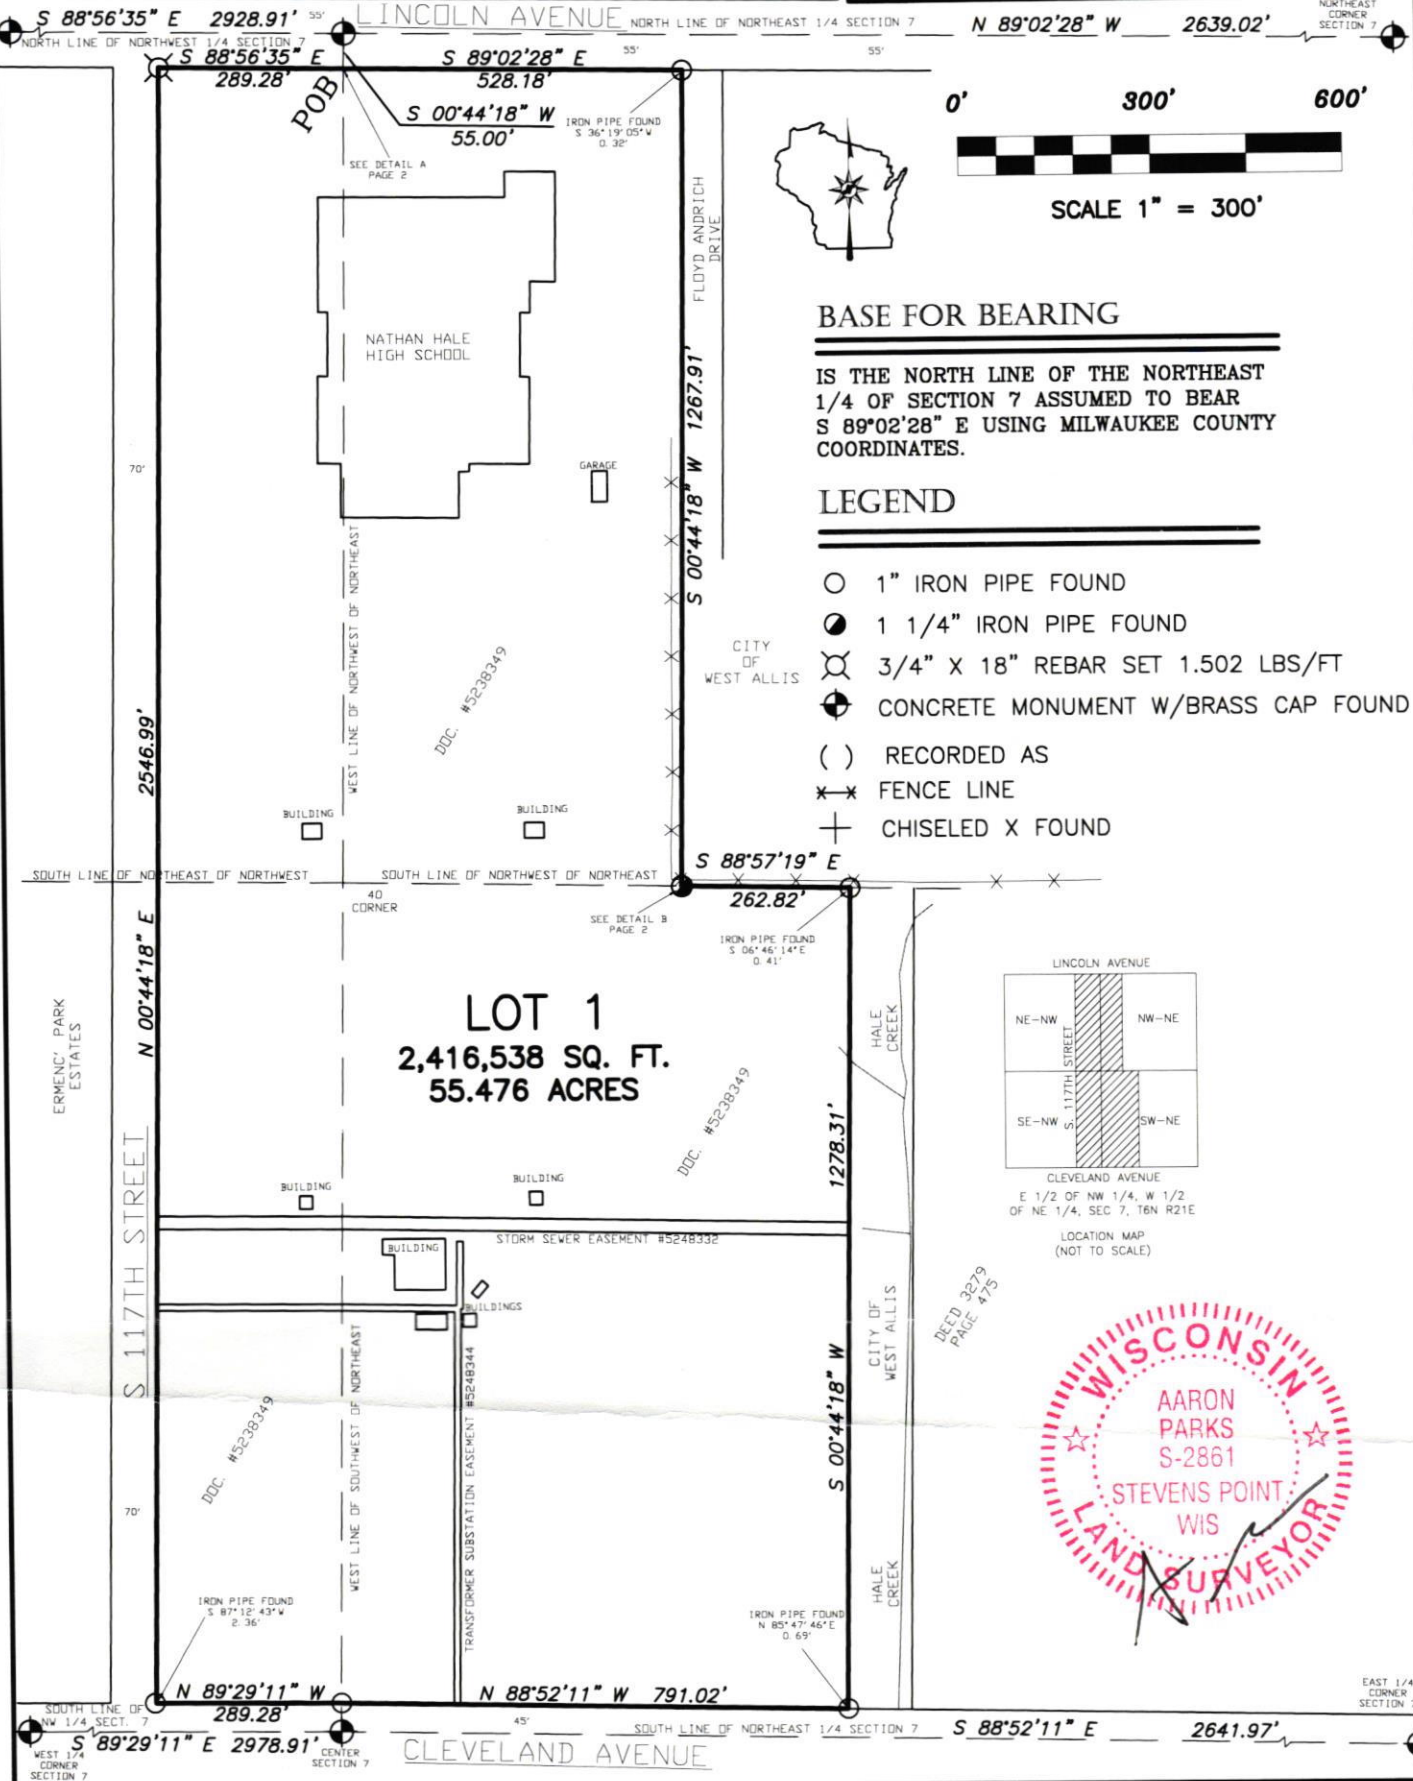 S 88°56'35" E 2928.91' 55'
LINCOLN AVENUE
NORTH LINE OF NORTHEAST 1/4 SECTION 7
N 89°02'28" W 2639.02'
NORTHEAST
CORNER
SECTION 7
NORTH LINE OF NORTHWEST 1/4 SECTION 7
S 88°56'35" E
289.28'
S 89°02'28" E
528.18'
55'
55'
POB
S 00°44'18" W
55.00'
IRON PIPE FOUND
S 36°19'05" W
0.32'
SEE DETAIL A
PAGE 2
0' 300' 600'
SCALE 1" = 300'
FLOYD ANDRICH
DRIVE
NATHAN HALE
HIGH SCHOOL
S 00°44'18" W 1267.91'
BASE FOR BEARING
IS THE NORTH LINE OF THE NORTHEAST
1/4 OF SECTION 7 ASSUMED TO BEAR
S 89°02'28" E USING MILWAUKEE COUNTY
COORDINATES.
70'
GARAGE
LEGEND
1" IRON PIPE FOUND
1 1/4" IRON PIPE FOUND
3/4" X 18" REBAR SET 1.502 LBS/FT
CONCRETE MONUMENT W/BRASS CAP FOUND
( ) RECORDED AS
FENCE LINE
CHISELED X FOUND
WEST LINE OF NORTHWEST OF NORTHEAST
DOC. #5238349
CITY
OF
WEST ALLIS
N 00°44'18" E 2546.99'
BUILDING
BUILDING
SOUTH LINE OF NORTHEAST OF NORTHWEST
SOUTH LINE OF NORTHWEST OF NORTHEAST
40
CORNER
S 88°57'19" E
262.82'
SEE DETAIL B
PAGE 2
IRON PIPE FOUND
S 06°46'14" E
0.41'
LOT 1
2,416,538 SQ. FT.
55.476 ACRES
ERMENC' PARK
ESTATES
DOC. #5238349
HALE
CREEK
LINCOLN AVENUE
NE-NW
NW-NE
S. 117TH STREET
SE-NW
SW-NE
CLEVELAND AVENUE
E 1/2 OF NW 1/4, W 1/2
OF NE 1/4, SEC 7, T6N R21E
LOCATION MAP
(NOT TO SCALE)
S 117TH STREET
BUILDING
BUILDING
STORM SEWER EASEMENT #5248332
BUILDING
BUILDINGS
S 00°44'18" W 1278.31'
CITY OF
WEST ALLIS
DEED 3279
PAGE 475
WISCONSIN
AARON
PARKS
S-2861
STEVENS POINT
WIS
LAND SURVEYOR
DOC. #5238349
WEST LINE OF SOUTHWEST OF NORTHEAST
TRANSFORMER SUBSTATION EASEMENT #5248344
70'
HALE
CREEK
IRON PIPE FOUND
S 87°12'43" W
2.36'
IRON PIPE FOUND
N 85°47'46" E
0.69'
N 89°29'11" W
289.28'
N 88°52'11" W 791.02'
EAST 1/4
CORNER
SECTION
SOUTH LINE OF
NW 1/4 SECT. 7
S 89°29'11" E 2978.91'
WEST 1/4
CORNER
SECTION 7
CENTER
SECTION 7
45'
SOUTH LINE OF NORTHEAST 1/4 SECTION 7
S 88°52'11" E 2641.97'
CLEVELAND AVENUE